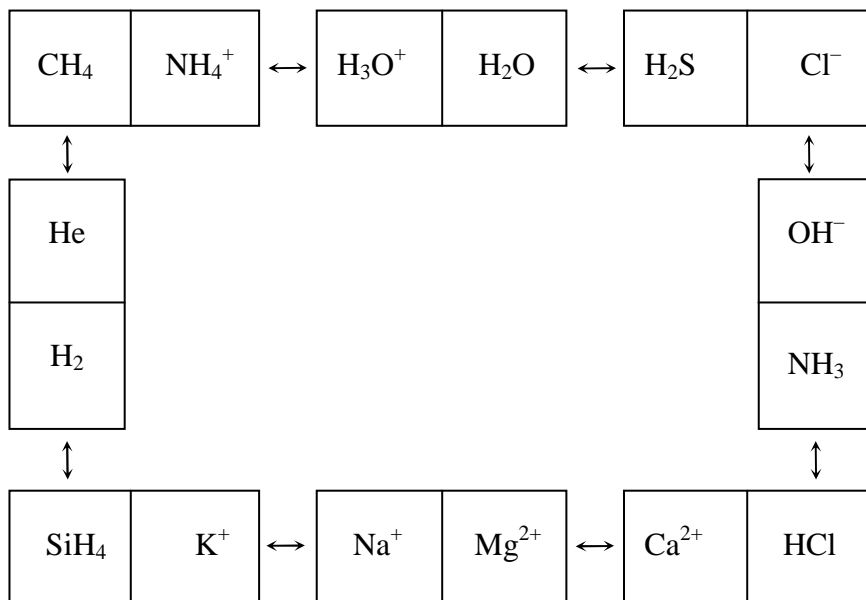 CH₄ NH₄⁺ H₃O⁺ H₂O H₂S Cl⁻
He OH⁻
H₂ NH₃
SiH₄ K⁺ Na⁺ Mg²⁺ Ca²⁺ HCl